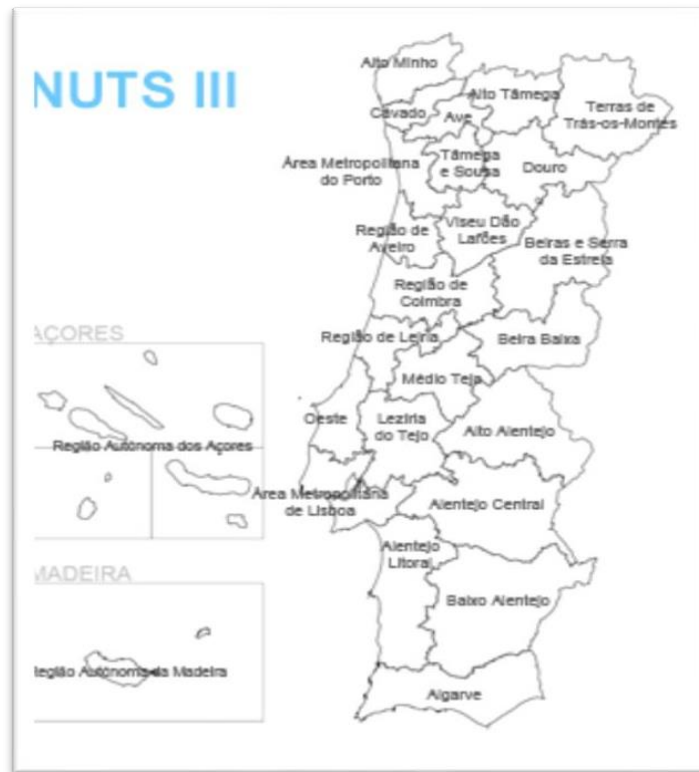 NUTS III
Alto Minho
Alto Tâmega
Terras de
Trás-os-Montes
Cavado
Ave
Área Metropolitana
do Porto
Tâmega
e Sousa
Douro
Região de
Aveiro
Viseu Dão
Lafões
Beiras e Serra
da Estrela
Região de
Coimbra
AÇORES
Região de Leiria
Beira Baixa
Médio Tejo
Oeste
Lezíria
do Tejo
Alto Alentejo
Região Autónoma dos Açores
Área Metropolitana
de Lisboa
Alentejo Central
Alentejo
Litoral
MADEIRA
Baixo Alentejo
Região Autónoma da Madeira
Algarve